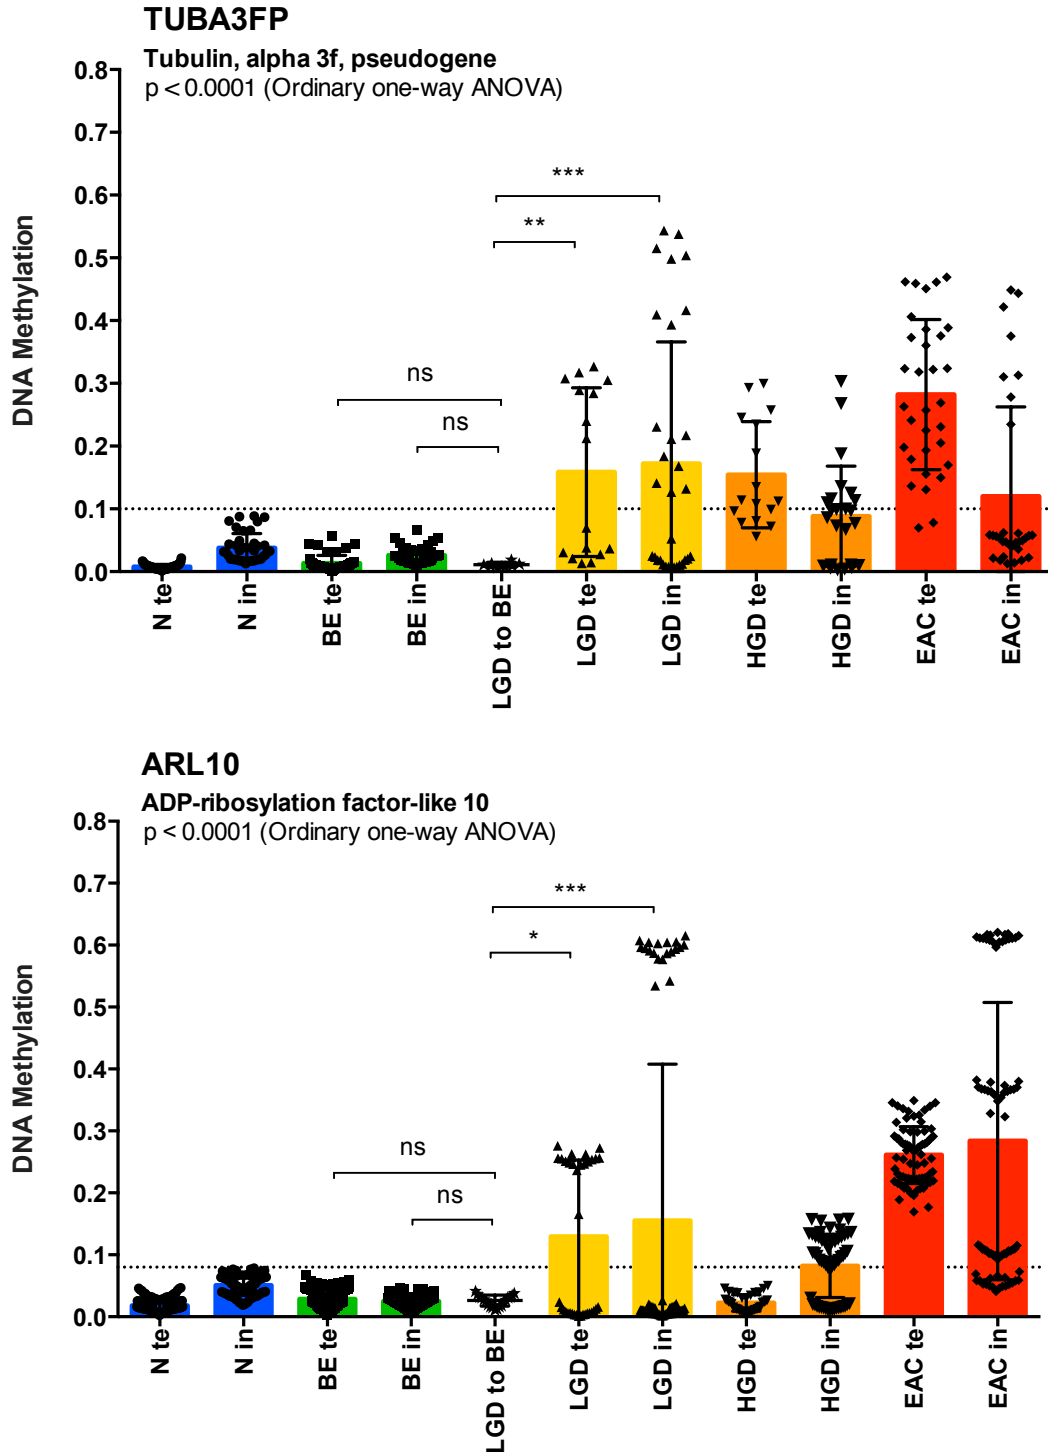 TUBA3FP
Tubulin, alpha 3f, pseudogene
p < 0.0001 (Ordinary one-way ANOVA)
DNA Methylation
0.8
0.7
0.6
0.5
0.4
0.3
0.2
0.1
0.0
***
**
ns
ns
N te
N in
BE te
BE in
LGD to BE
LGD te
LGD in
HGD te
HGD in
EAC te
EAC in
ARL10
ADP-ribosylation factor-like 10
p < 0.0001 (Ordinary one-way ANOVA)
DNA Methylation
0.8
0.7
0.6
0.5
0.4
0.3
0.2
0.1
0.0
***
*
ns
ns
N te
N in
BE te
BE in
LGD to BE
LGD te
LGD in
HGD te
HGD in
EAC te
EAC in